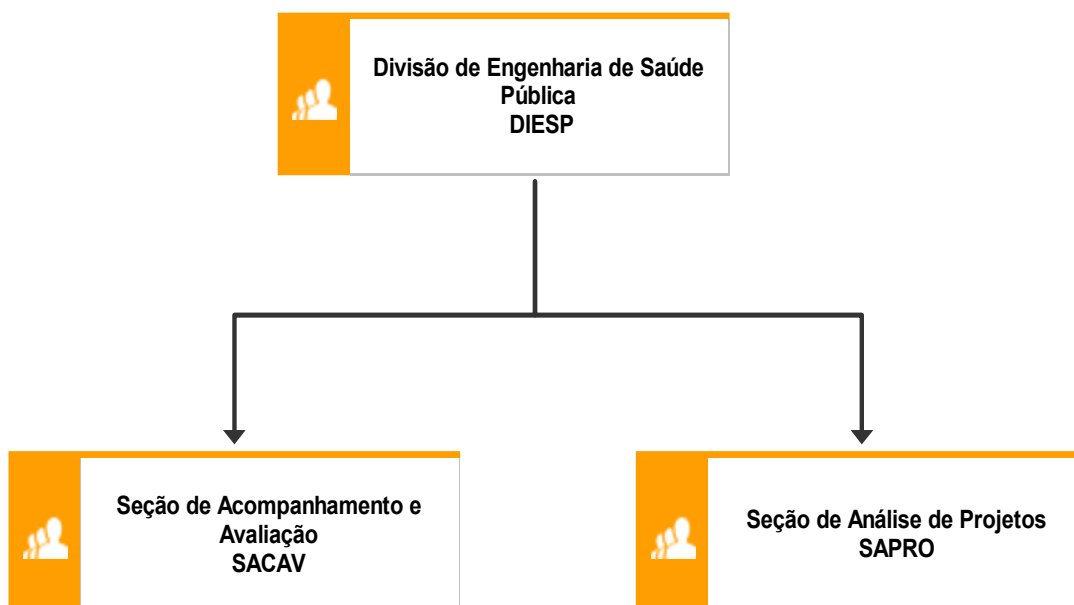 Divisão de Engenharia de Saúde
Pública
DIESP
Seção de Acompanhamento e
Avaliação
SACAV
Seção de Análise de Projetos
SAPRO